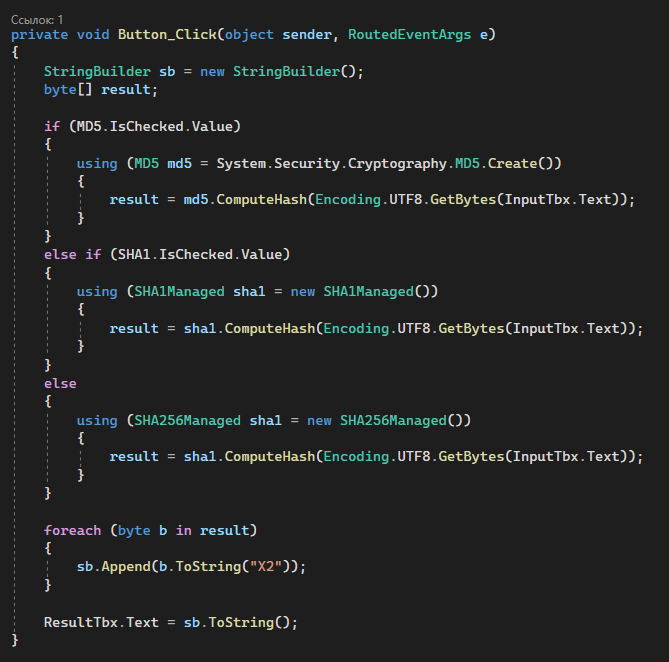 Ссылок: 1
private void Button_Click(object sender, RoutedEventArgs e)
{
    StringBuilder sb = new StringBuilder();
    byte[] result;

    if (MD5.IsChecked.Value)
    {
        using (MD5 md5 = System.Security.Cryptography.MD5.Create())
        {
            result = md5.ComputeHash(Encoding.UTF8.GetBytes(InputTbx.Text));
        }
    }
    else if (SHA1.IsChecked.Value)
    {
        using (SHA1Managed sha1 = new SHA1Managed())
        {
            result = sha1.ComputeHash(Encoding.UTF8.GetBytes(InputTbx.Text));
        }
    }
    else
    {
        using (SHA256Managed sha1 = new SHA256Managed())
        {
            result = sha1.ComputeHash(Encoding.UTF8.GetBytes(InputTbx.Text));
        }
    }

    foreach (byte b in result)
    {
        sb.Append(b.ToString("X2"));
    }

    ResultTbx.Text = sb.ToString();
}